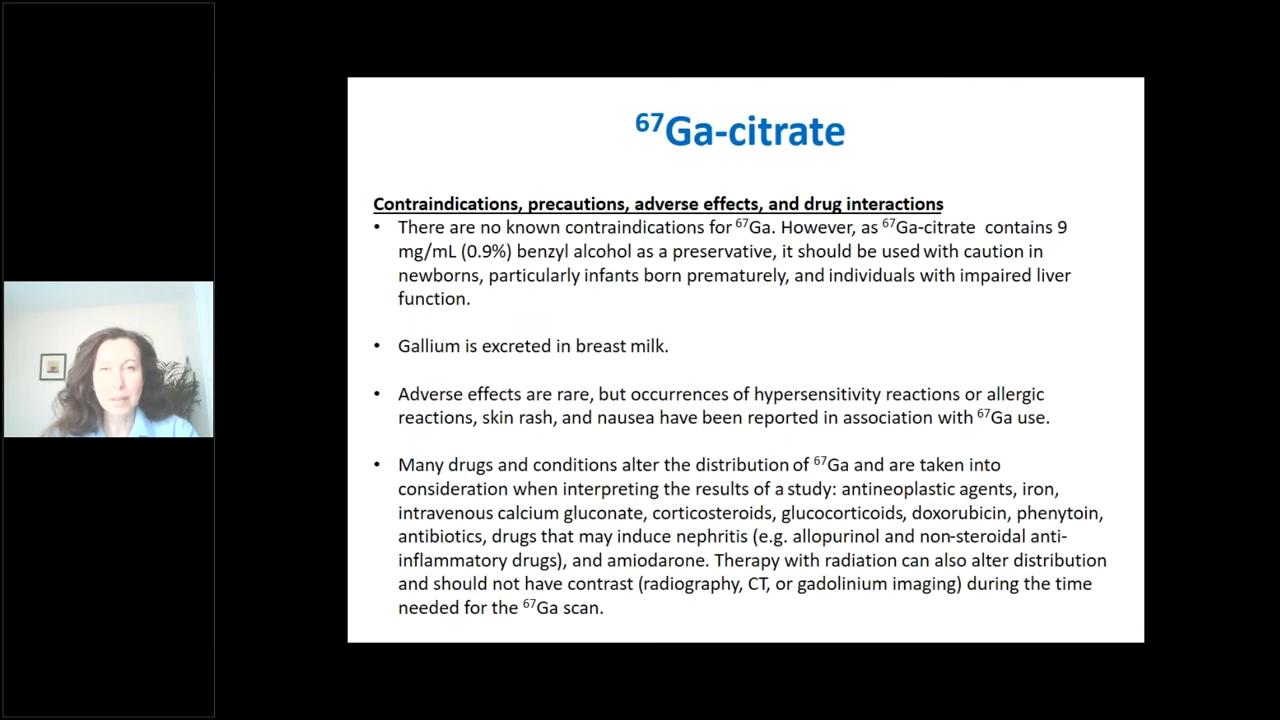 ⁶⁷Ga-citrate
Contraindications, precautions, adverse effects, and drug interactions
• There are no known contraindications for ⁶⁷Ga. However, as ⁶⁷Ga-citrate contains 9
mg/mL (0.9%) benzyl alcohol as a preservative, it should be used with caution in
newborns, particularly infants born prematurely, and individuals with impaired liver
function.
• Gallium is excreted in breast milk.
• Adverse effects are rare, but occurrences of hypersensitivity reactions or allergic
reactions, skin rash, and nausea have been reported in association with ⁶⁷Ga use.
• Many drugs and conditions alter the distribution of ⁶⁷Ga and are taken into
consideration when interpreting the results of a study: antineoplastic agents, iron,
intravenous calcium gluconate, corticosteroids, glucocorticoids, doxorubicin, phenytoin,
antibiotics, drugs that may induce nephritis (e.g. allopurinol and non-steroidal anti-
inflammatory drugs), and amiodarone. Therapy with radiation can also alter distribution
and should not have contrast (radiography, CT, or gadolinium imaging) during the time
needed for the ⁶⁷Ga scan.